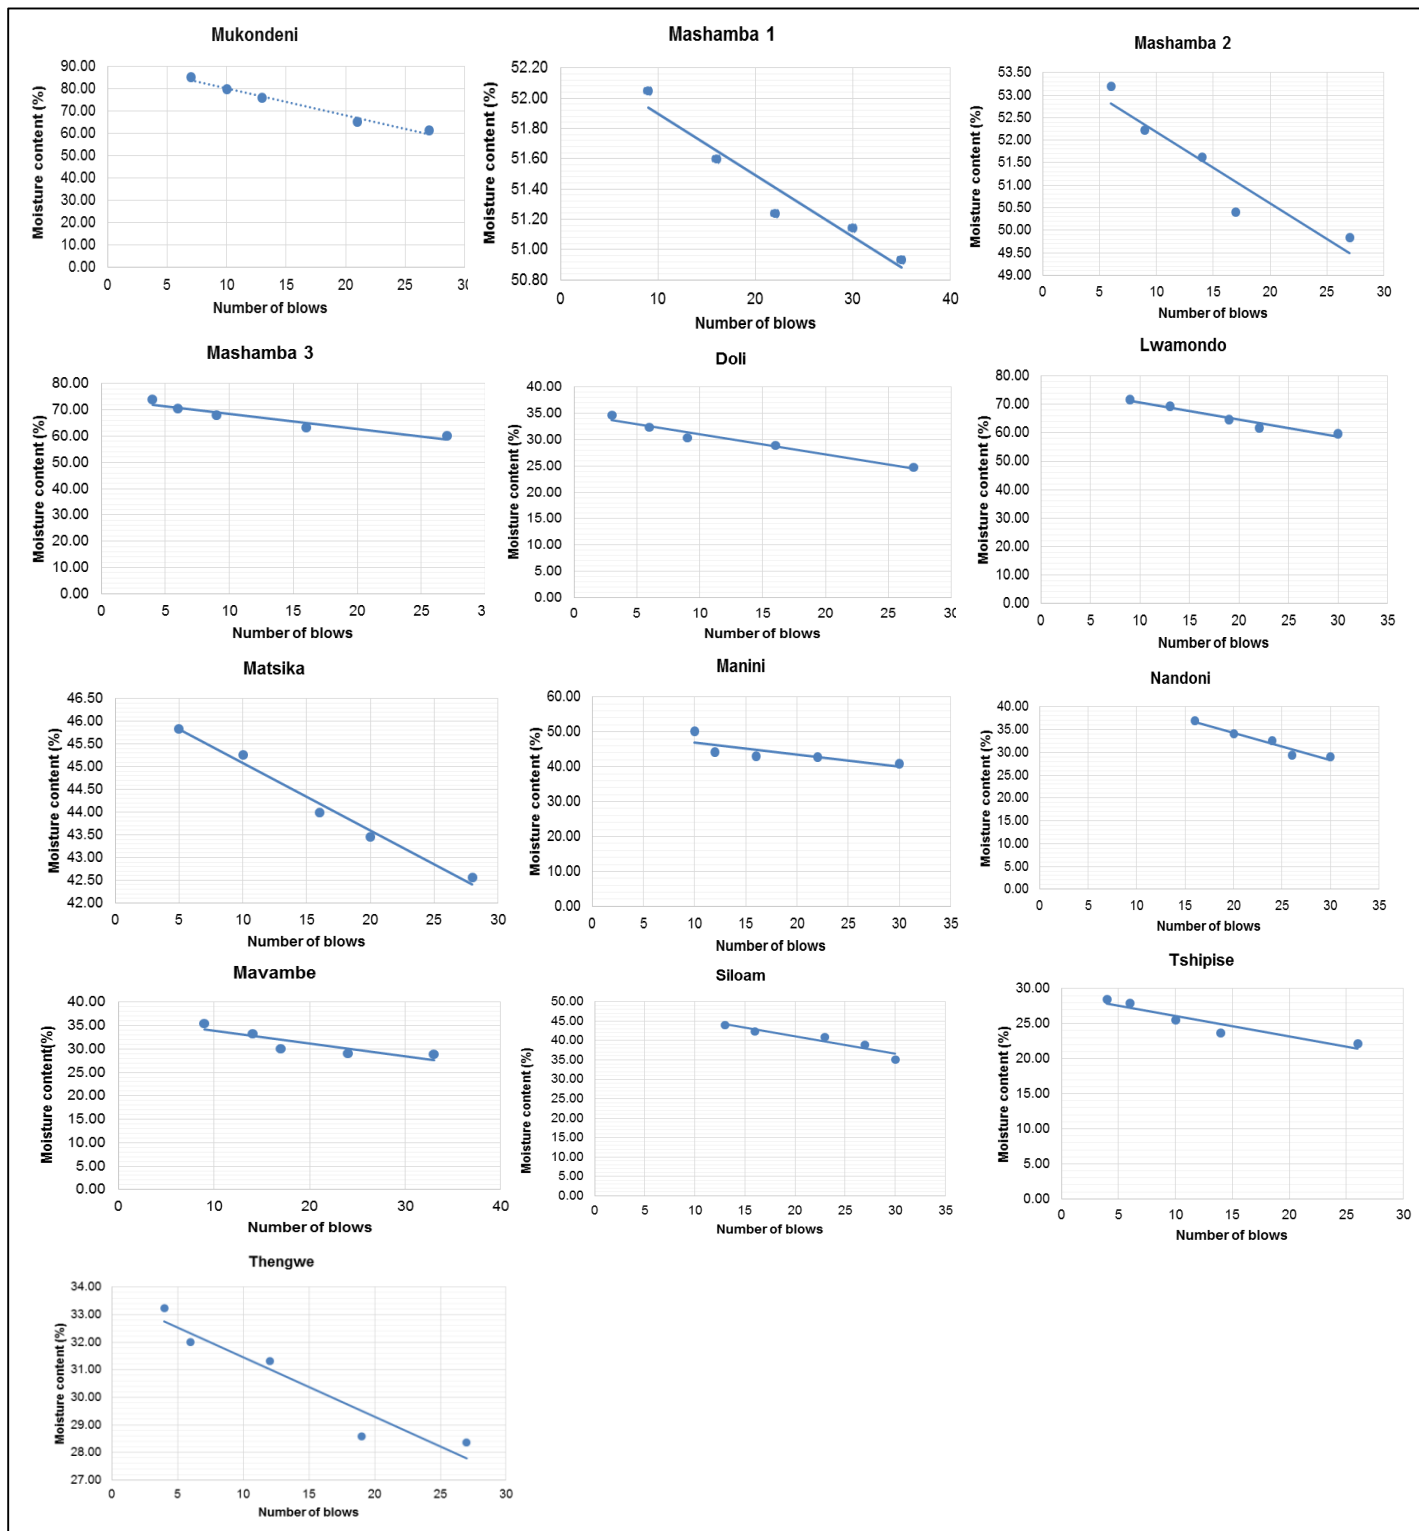 Mukondeni
Moisture content (%)
90.00
80.00
70.00
60.00
50.00
40.00
30.00
20.00
10.00
0.00
0 5 10 15 20 25 30
Number of blows
Mashamba 1
Moisture content (%)
52.20
52.00
51.80
51.60
51.40
51.20
51.00
50.80
0 10 20 30 40
Number of blows
Mashamba 2
Moisture content (%)
53.50
53.00
52.50
52.00
51.50
51.00
50.50
50.00
49.50
49.00
0 5 10 15 20 25 30
Number of blows
Mashamba 3
Moisture content (%)
80.00
70.00
60.00
50.00
40.00
30.00
20.00
10.00
0.00
0 5 10 15 20 25 3
Number of blows
Doli
Moisture content (%)
40.00
35.00
30.00
25.00
20.00
15.00
10.00
5.00
0.00
0 5 10 15 20 25 30
Number of blows
Lwamondo
Moisture content (%)
80.00
70.00
60.00
50.00
40.00
30.00
20.00
10.00
0.00
0 5 10 15 20 25 30 35
Number of blows
Matsika
Moisture content (%)
46.50
46.00
45.50
45.00
44.50
44.00
43.50
43.00
42.50
42.00
0 5 10 15 20 25 30
Number of blows
Manini
Moisture content (%)
60.00
50.00
40.00
30.00
20.00
10.00
0.00
0 5 10 15 20 25 30 35
Number of blows
Nandoni
Moisture content (%)
40.00
35.00
30.00
25.00
20.00
15.00
10.00
5.00
0.00
0 5 10 15 20 25 30 35
Number of blows
Mavambe
Moisture content(%)
40.00
35.00
30.00
25.00
20.00
15.00
10.00
5.00
0.00
0 10 20 30 40
Number of blows
Siloam
Moisture content (%)
50.00
45.00
40.00
35.00
30.00
25.00
20.00
15.00
10.00
5.00
0.00
0 5 10 15 20 25 30 35
Number of blows
Tshipise
Moisture content (%)
30.00
25.00
20.00
15.00
10.00
5.00
0.00
0 5 10 15 20 25 30
Number of blows
Thengwe
Moisture content (%)
34.00
33.00
32.00
31.00
30.00
29.00
28.00
27.00
0 5 10 15 20 25 30
Number of blows